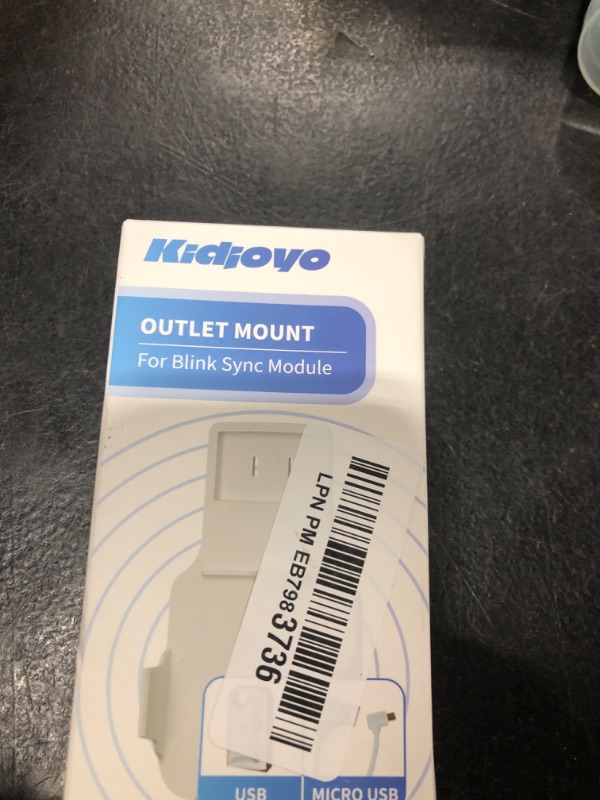 Kidjoyo
OUTLET MOUNT
For Blink Sync Module
LPN PM EB7983736
USB
MICRO USB